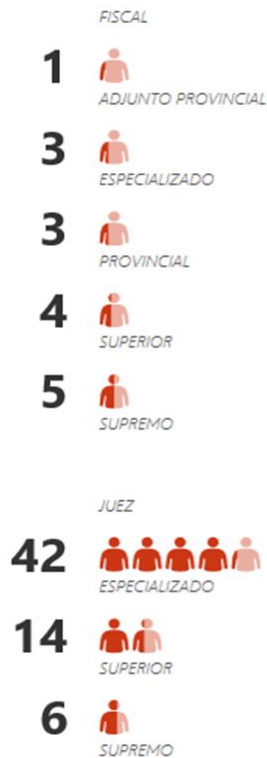 FISCAL
1
ADJUNTO PROVINCIAL
3
ESPECIALIZADO
3
PROVINCIAL
4
SUPERIOR
5
SUPREMO
JUEZ
42
ESPECIALIZADO
14
SUPERIOR
6
SUPREMO